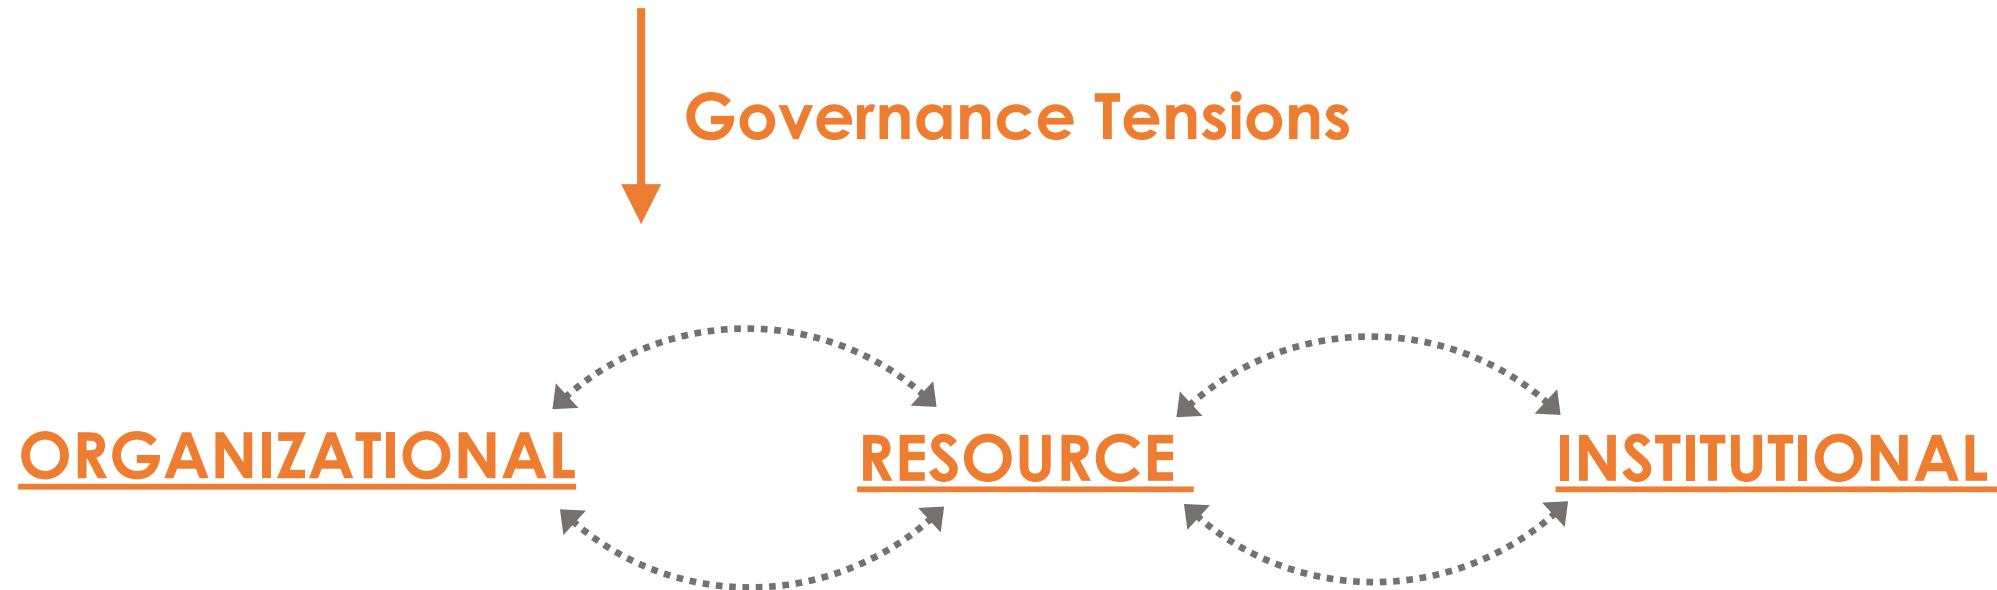 Governance Tensions
ORGANIZATIONAL RESOURCE INSTITUTIONAL